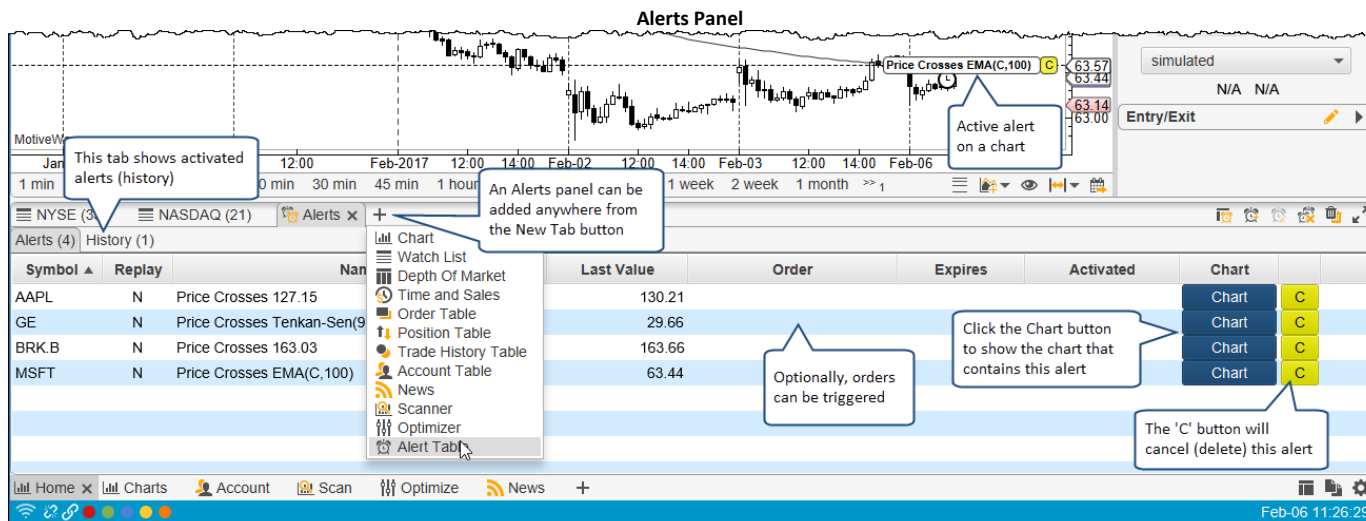 Alerts Panel
Price Crosses EMA(C,100) C 63.57
63.44
63.14
63.00
simulated
N/A N/A
Entry/Exit
Active alert
on a chart
This tab shows activated
alerts (history)
12:00 Feb-2017 12:00 14:00 Feb-02 12:00 14:00 Feb-03 12:00 14:00 Feb-06
1 min 30 min 45 min 1 week 2 week 1 month >> 1
An Alerts panel can be
added anywhere from
the New Tab button
NYSE NASDAQ (21) Alerts × +
Alerts (4) History (1)
Symbol ▲ Replay Last Value Order Expires Activated Chart
AAPL N Price Crosses 127.15 130.21 Chart C
GE N Price Crosses Tenkan-Sen(9 29.66 Chart C
BRK.B N Price Crosses 163.03 163.66 Chart C
MSFT N Price Crosses EMA(C,100) 63.44 Chart C
Chart
Watch List
Depth Of Market
Time and Sales
Order Table
Position Table
Trade History Table
Account Table
News
Scanner
Optimizer
Alert Table
Optionally, orders
can be triggered
Click the Chart button
to show the chart that
contains this alert
The 'C' button will
cancel (delete) this alert
Home × Charts Account Scan Optimize News +
Feb-06 11:26:29